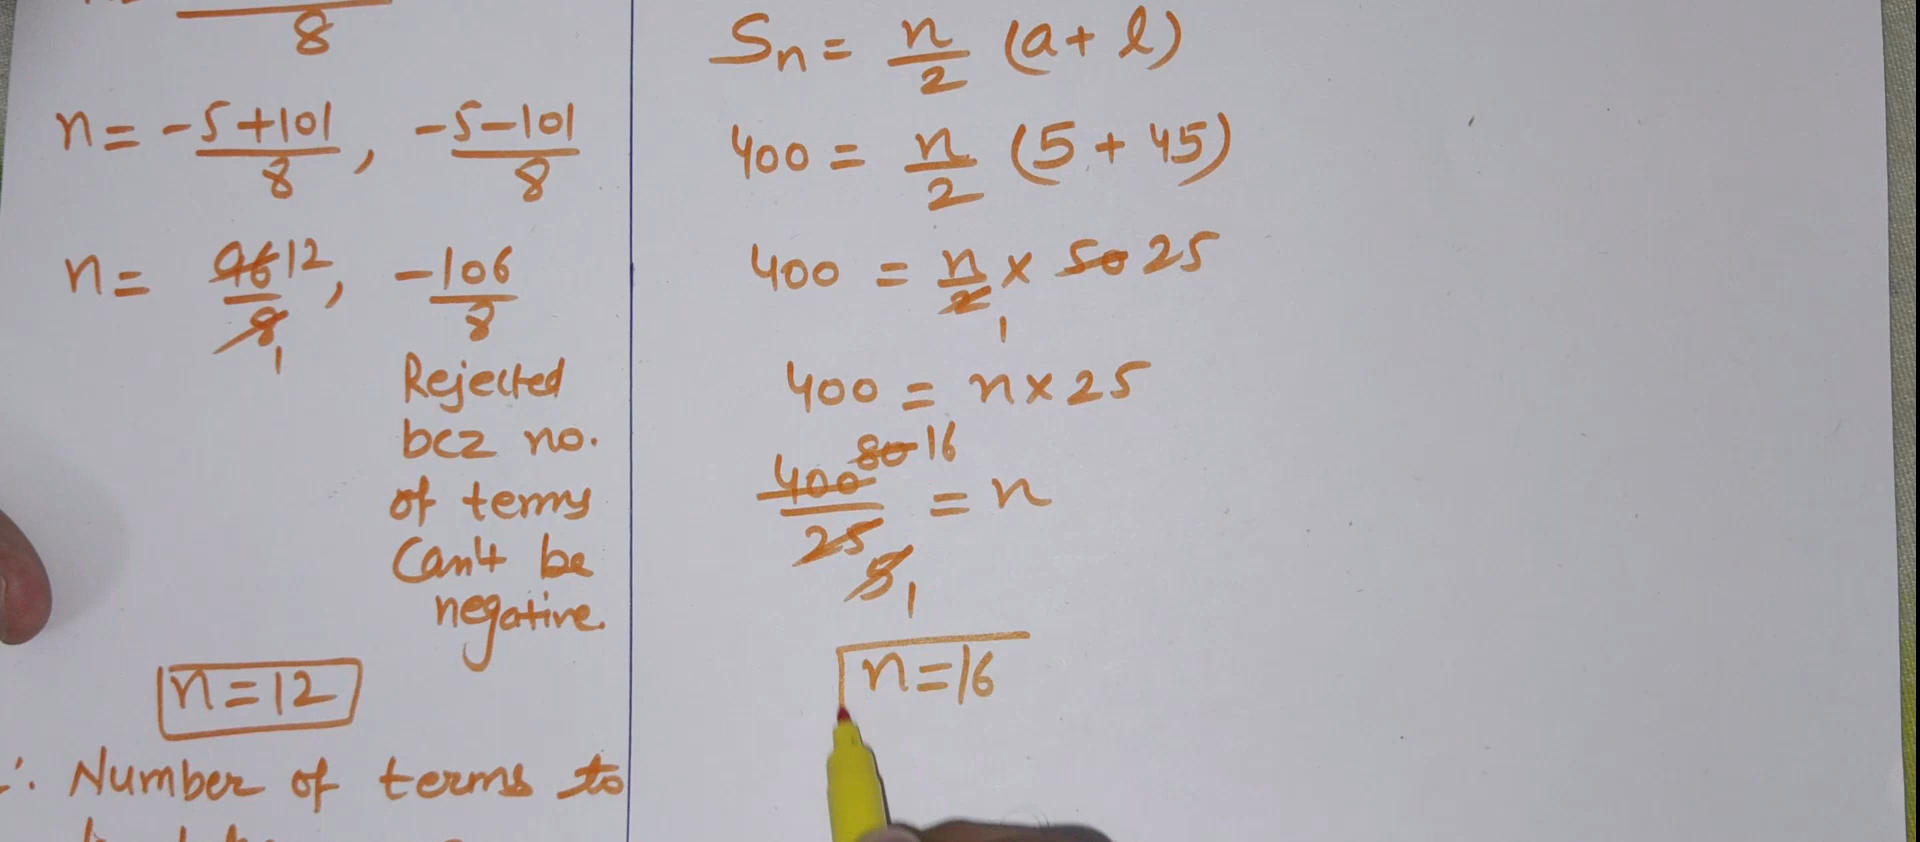 8
n = -5+101/8, -5-101/8
n = 96/8 12 1, -106/8
Rejected
bcz no.
of terms
can't be
negative.
n = 12
∴ Number of terms to
Sn = n/2 (a + l)
400 = n/2 (5 + 45)
400 = n/2 × 50 25
1
400 = n × 25
80 16
400/25 = n
5 1
n = 16